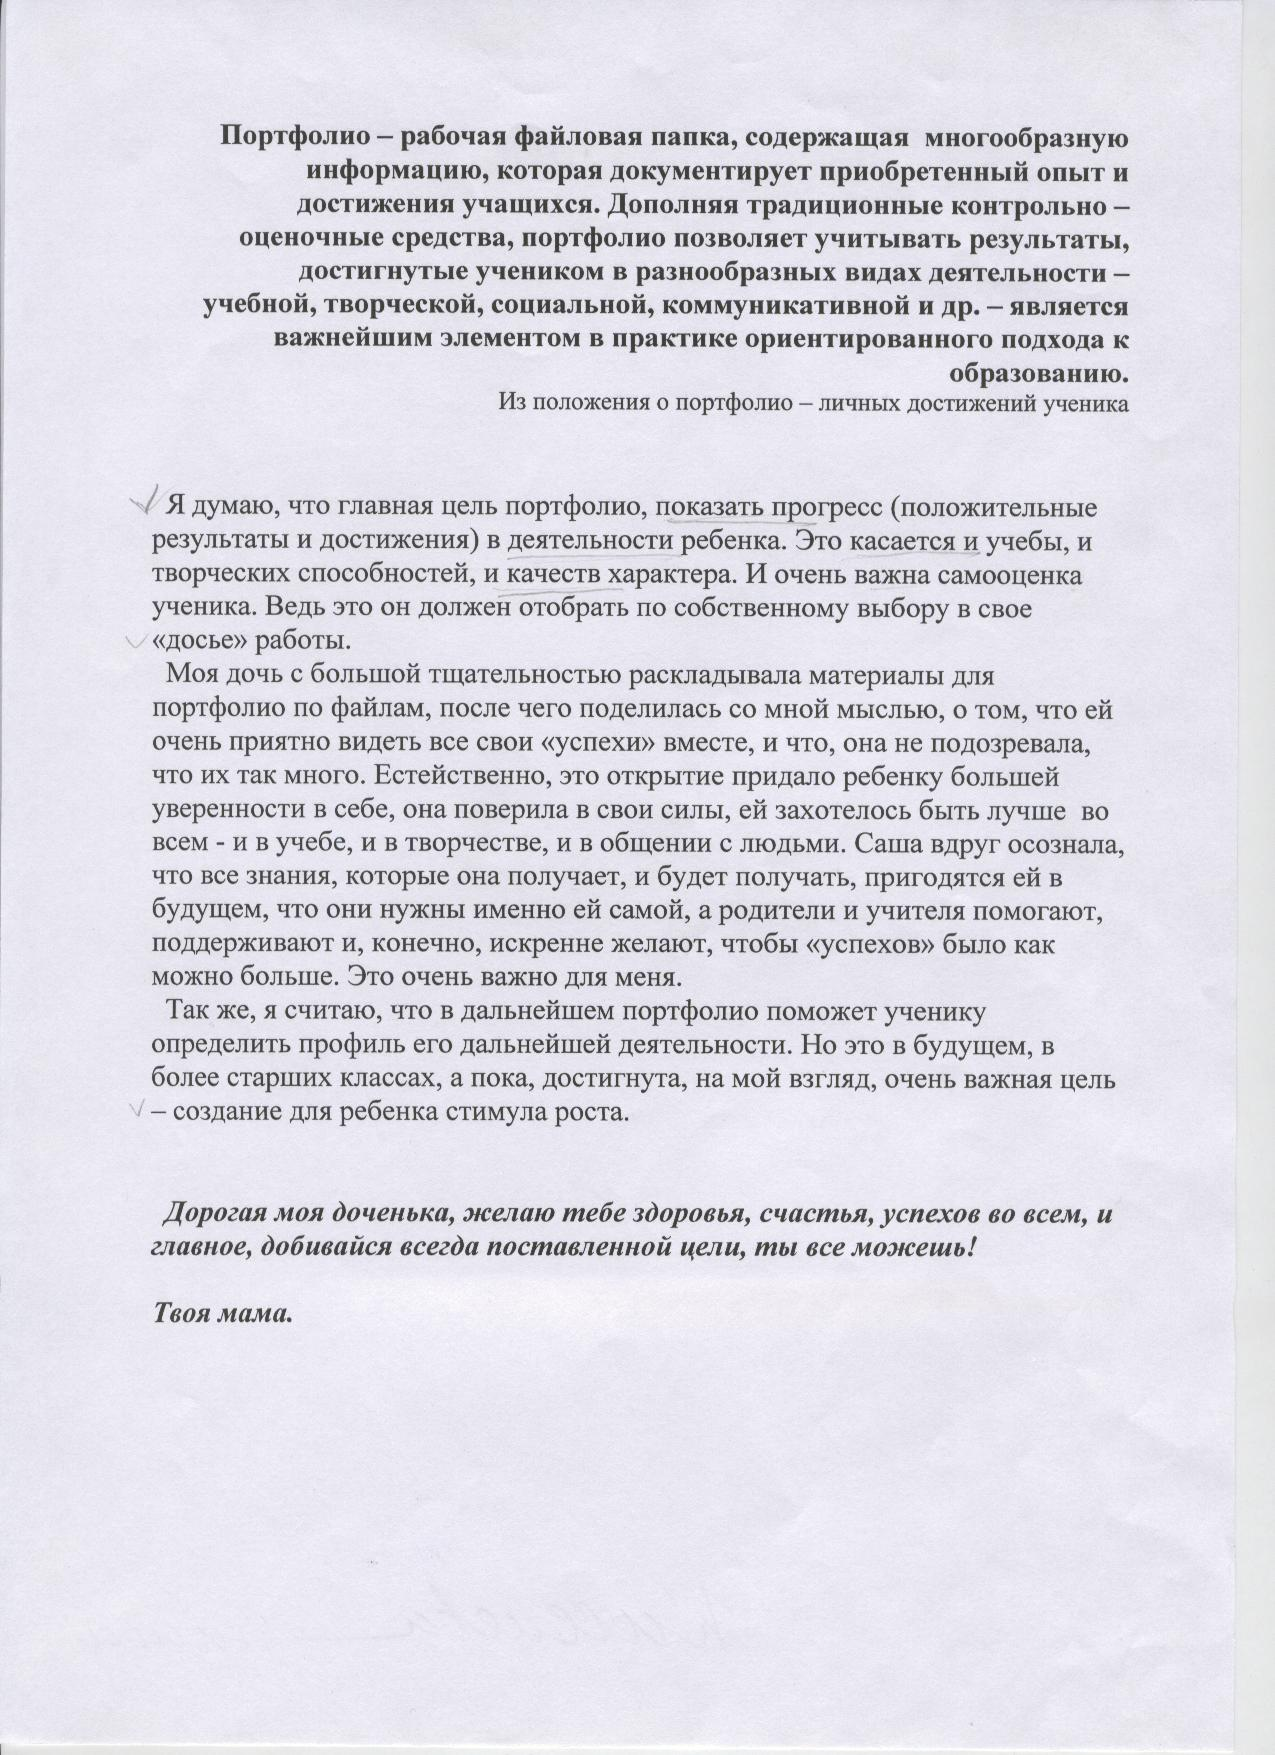 Портфолио – рабочая файловая папка, содержащая  многообразную
информацию, которая документирует приобретенный опыт и
достижения учащихся. Дополняя традиционные контрольно –
оценочные средства, портфолио позволяет учитывать результаты,
достигнутые учеником в разнообразных видах деятельности –
учебной, творческой, социальной, коммуникативной и др. – является
важнейшим элементом в практике ориентированного подхода к
образованию.
Из положения о портфолио – личных достижений ученика
Я думаю, что главная цель портфолио, показать прогресс (положительные
результаты и достижения) в деятельности ребенка. Это касается и учебы, и
творческих способностей, и качеств характера. И очень важна самооценка
ученика. Ведь это он должен отобрать по собственному выбору в свое
«досье» работы.
Моя дочь с большой тщательностью раскладывала материалы для
портфолио по файлам, после чего поделилась со мной мыслью, о том, что ей
очень приятно видеть все свои «успехи» вместе, и что, она не подозревала,
что их так много. Естейственно, это открытие придало ребенку большей
уверенности в себе, она поверила в свои силы, ей захотелось быть лучше  во
всем - и в учебе, и в творчестве, и в общении с людьми. Саша вдруг осознала,
что все знания, которые она получает, и будет получать, пригодятся ей в
будущем, что они нужны именно ей самой, а родители и учителя помогают,
поддерживают и, конечно, искренне желают, чтобы «успехов» было как
можно больше. Это очень важно для меня.
Так же, я считаю, что в дальнейшем портфолио поможет ученику
определить профиль его дальнейшей деятельности. Но это в будущем, в
более старших классах, а пока, достигнута, на мой взгляд, очень важная цель
– создание для ребенка стимула роста.
Дорогая моя доченька, желаю тебе здоровья, счастья, успехов во всем, и
главное, добивайся всегда поставленной цели, ты все можешь!
Твоя мама.